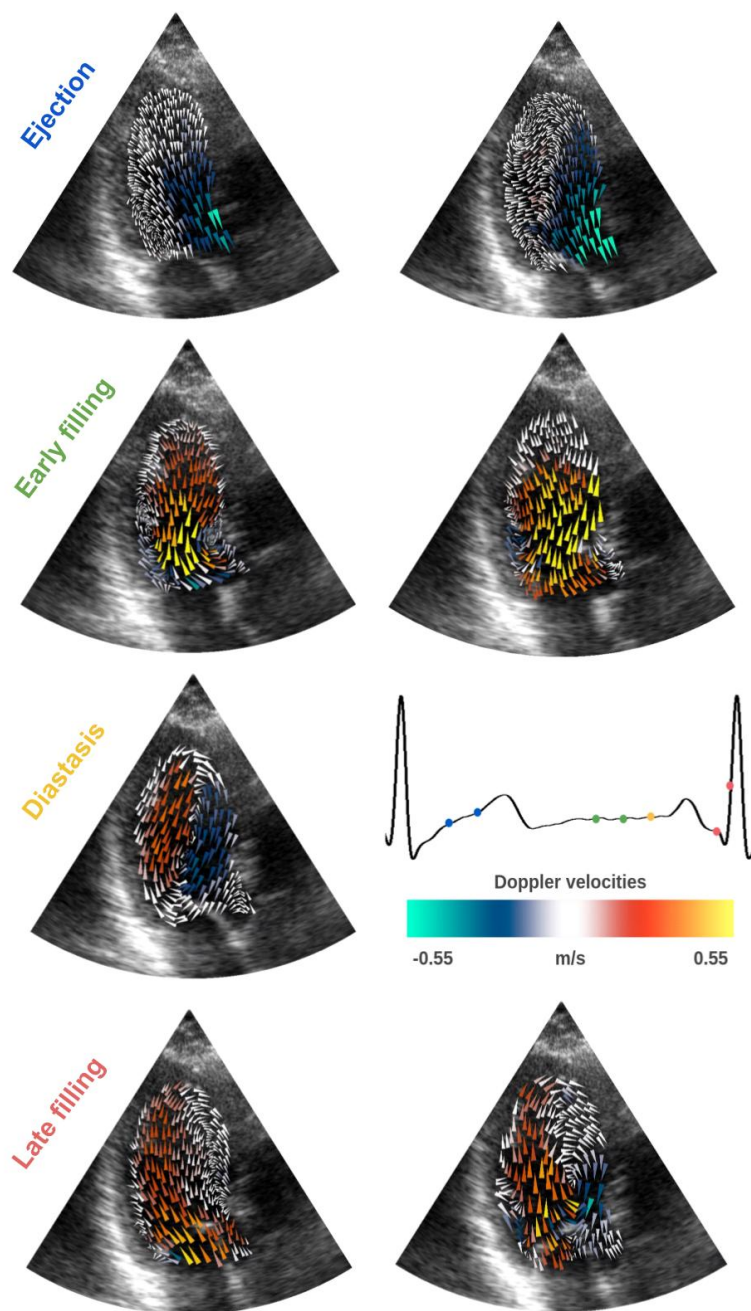 Ejection
Early filling
Diastasis
Doppler velocities
-0.55
m/s
0.55
Late filling